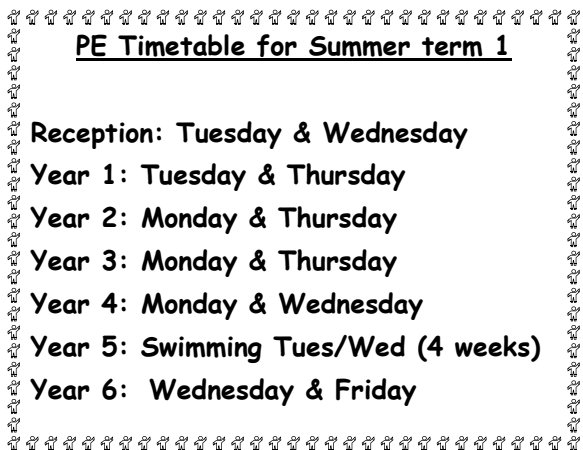 PE Timetable for Summer term 1
Reception: Tuesday & Wednesday
Year 1: Tuesday & Thursday
Year 2: Monday & Thursday
Year 3: Monday & Thursday
Year 4: Monday & Wednesday
Year 5: Swimming Tues/Wed (4 weeks)
Year 6: Wednesday & Friday